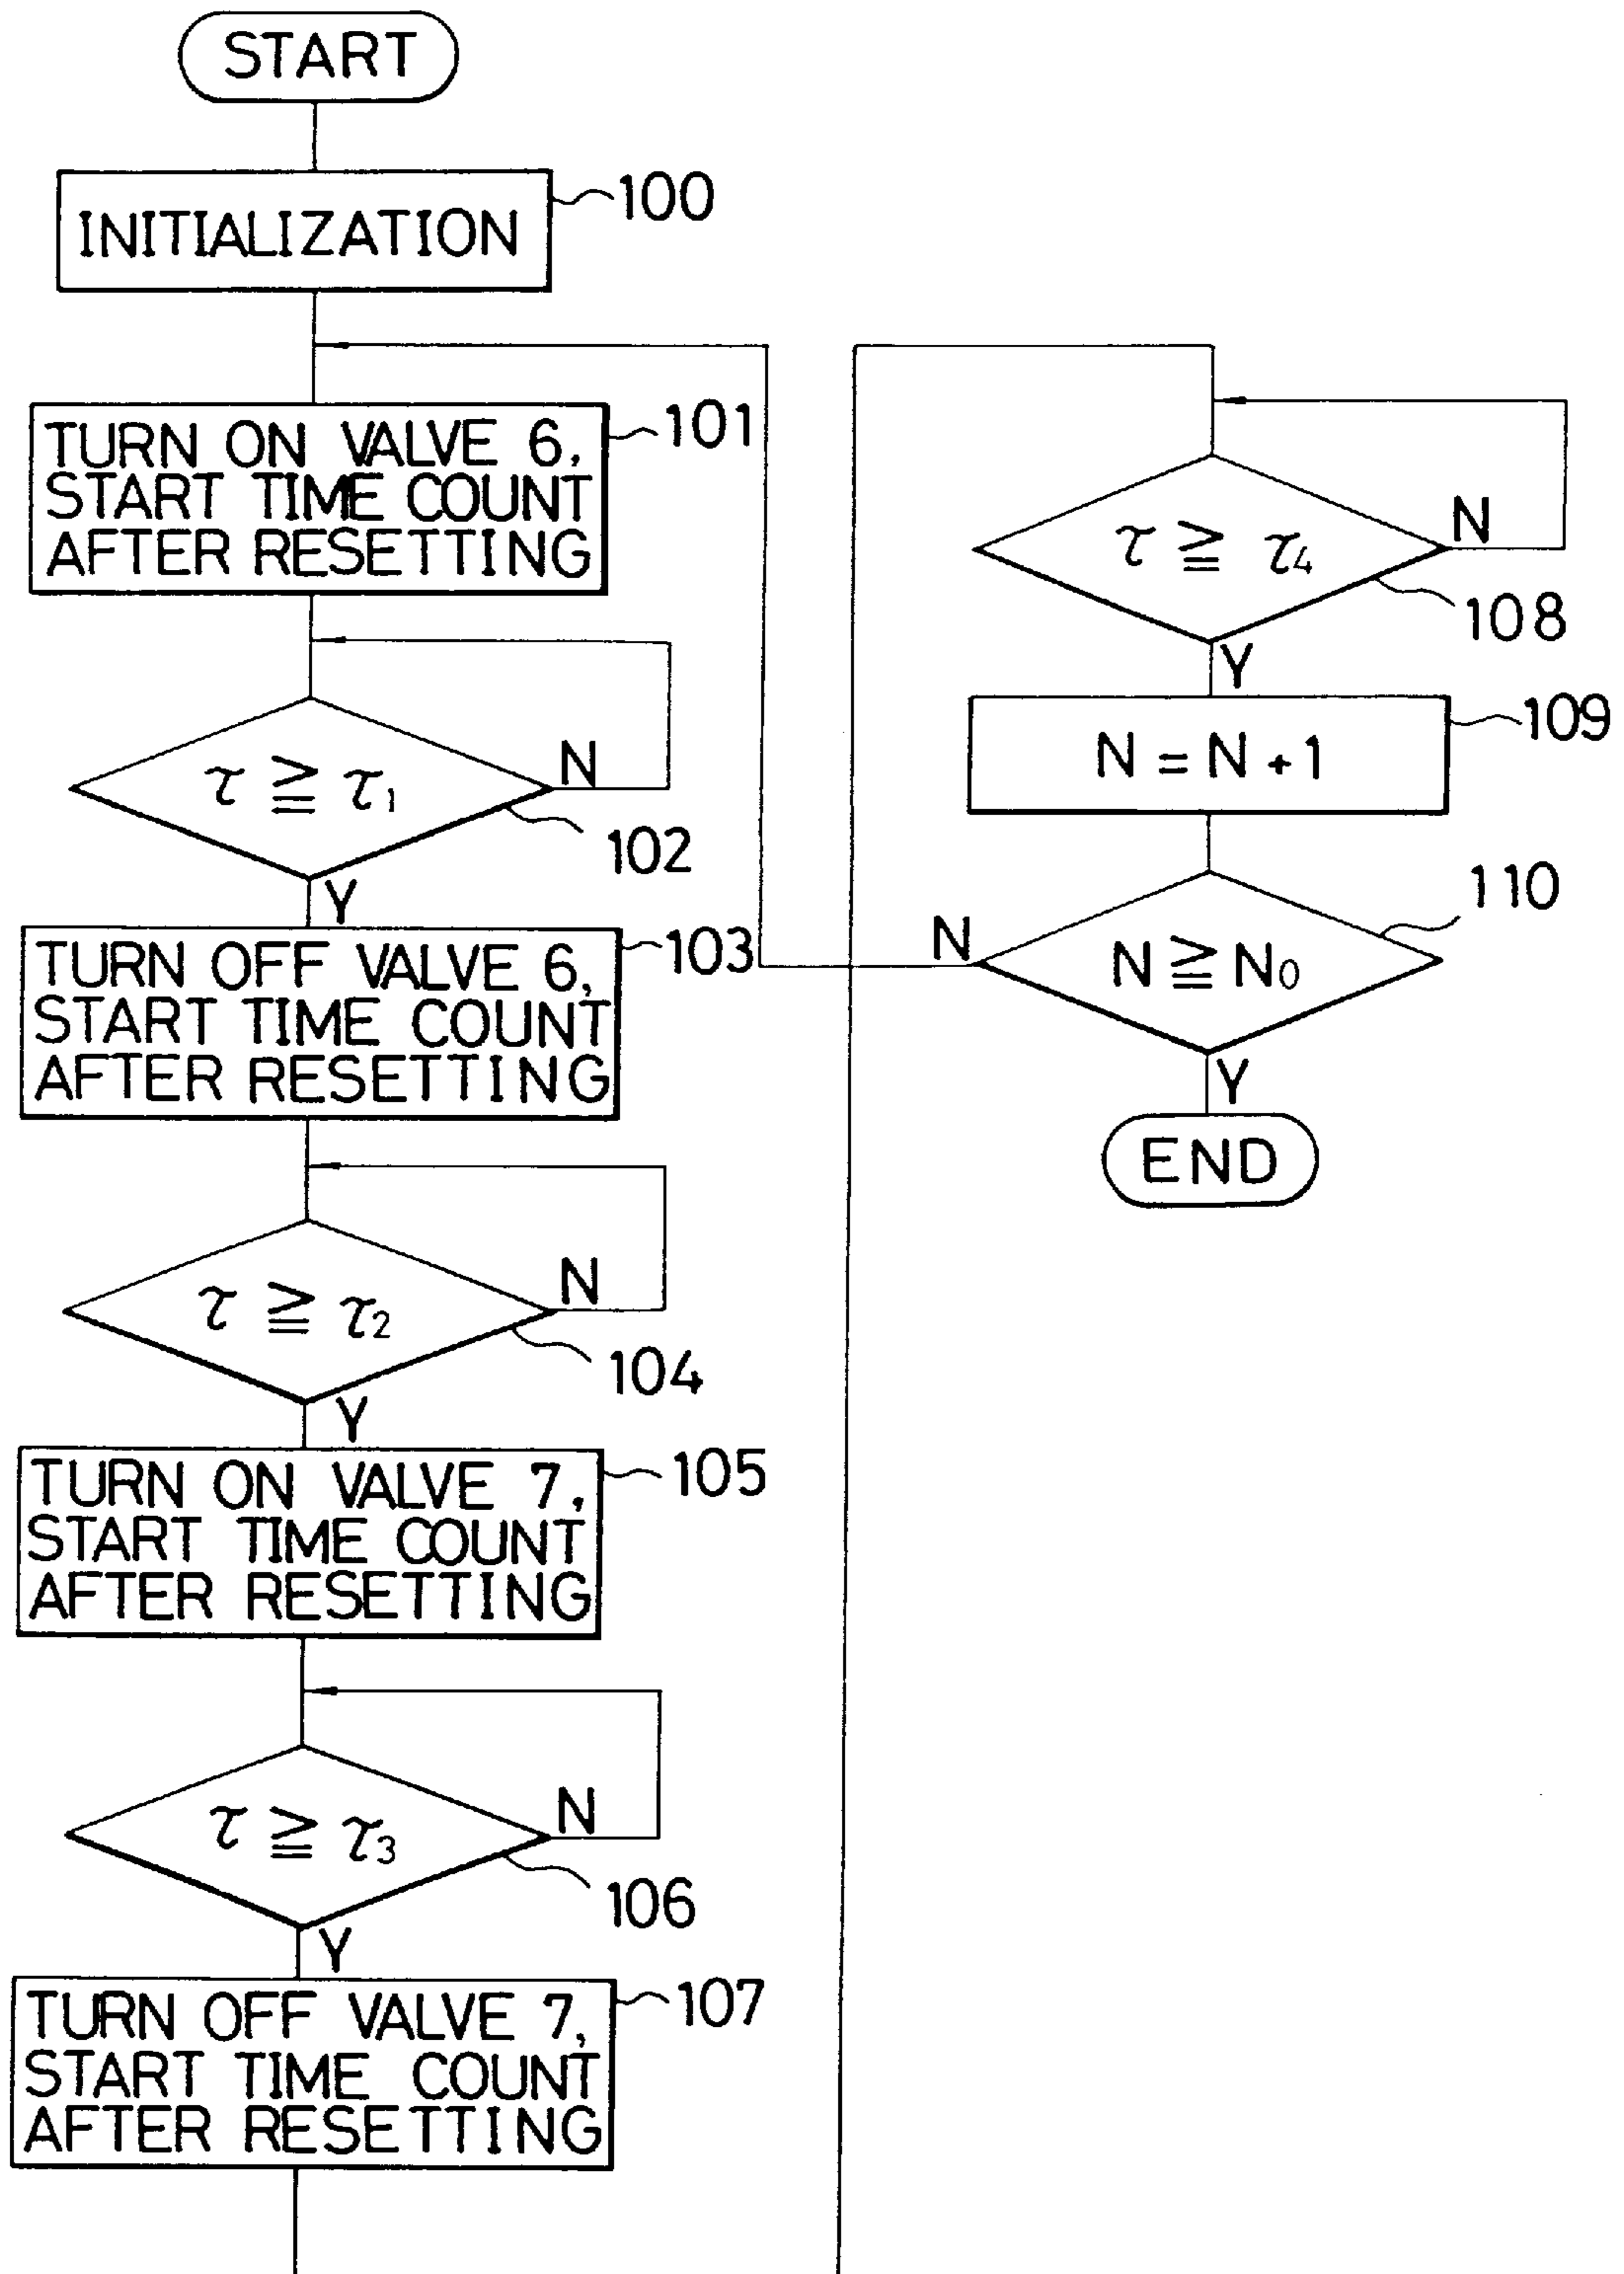 START
INITIALIZATION
100
TURN ON VALVE 6,
START TIME COUNT
AFTER RESETTING
101
τ ≧ τ1
N
102
Y
TURN OFF VALVE 6,
START TIME COUNT
AFTER RESETTING
103
τ ≧ τ2
N
104
Y
TURN ON VALVE 7,
START TIME COUNT
AFTER RESETTING
105
τ ≧ τ3
N
106
Y
TURN OFF VALVE 7,
START TIME COUNT
AFTER RESETTING
107
τ ≧ τ4
N
108
Y
N = N + 1
109
N ≧ N0
110
N
Y
END